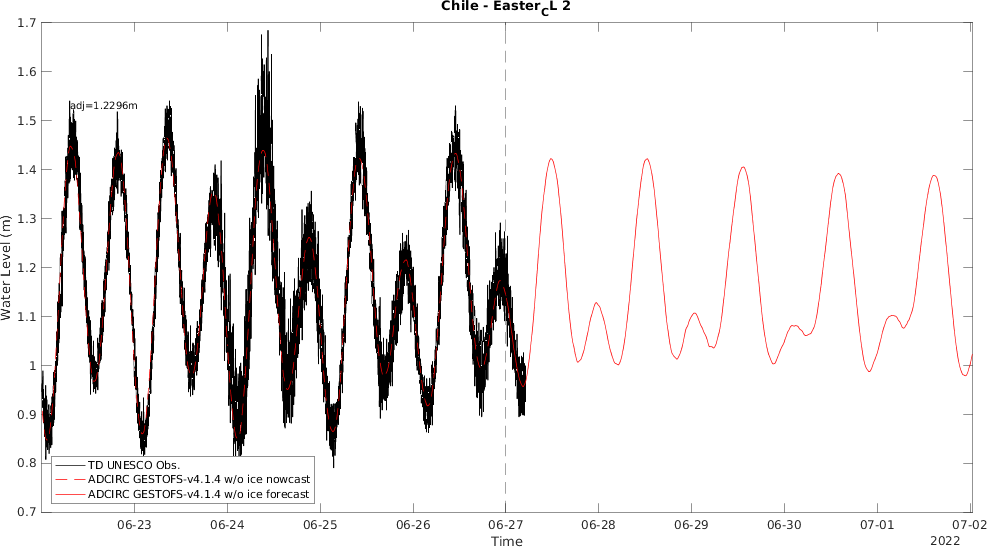 Chile - Easter_CL 2
1.7
1.6
1.5
1.4
1.3
1.2
1.1
1
0.9
0.8
0.7
Water Level (m)
adj=1.2296m
TD UNESCO Obs.
ADCIRC GESTOFS-v4.1.4 w/o ice nowcast
ADCIRC GESTOFS-v4.1.4 w/o ice forecast
06-23 06-24 06-25 06-26 06-27 06-28 06-29 06-30 07-01 07-02
Time
2022